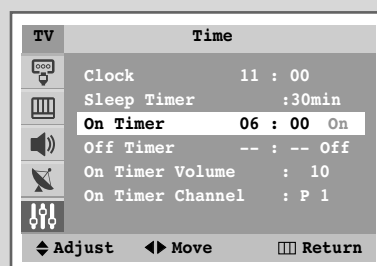 TV Time
Clock 11 : 00
Sleep Timer :30min
On Timer 06 : 00 On
Off Timer -- : -- Off
On Timer Volume : 10
On Timer Channel : P 1
Adjust Move Return